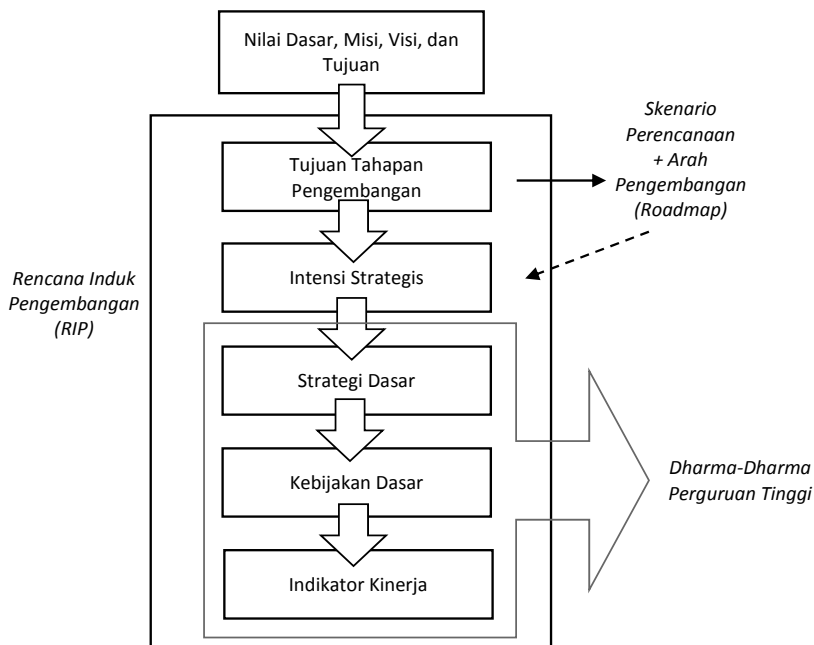 Nilai Dasar, Misi, Visi, dan
Tujuan
Skenario
Perencanaan
+ Arah
Pengembangan
(Roadmap)
Tujuan Tahapan
Pengembangan
Rencana Induk
Pengembangan
(RIP)
Intensi Strategis
Strategi Dasar
Kebijakan Dasar
Dharma-Dharma
Perguruan Tinggi
Indikator Kinerja